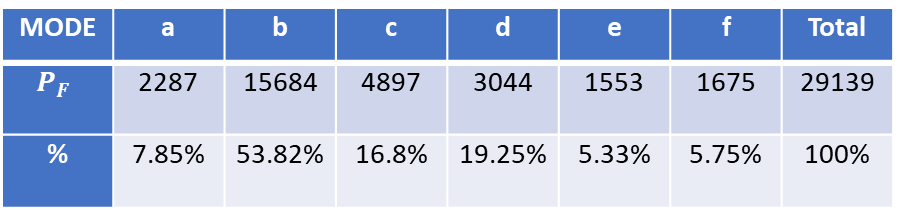 MODE a b c d e f Total
P_F 2287 15684 4897 3044 1553 1675 29139
% 7.85% 53.82% 16.8% 19.25% 5.33% 5.75% 100%